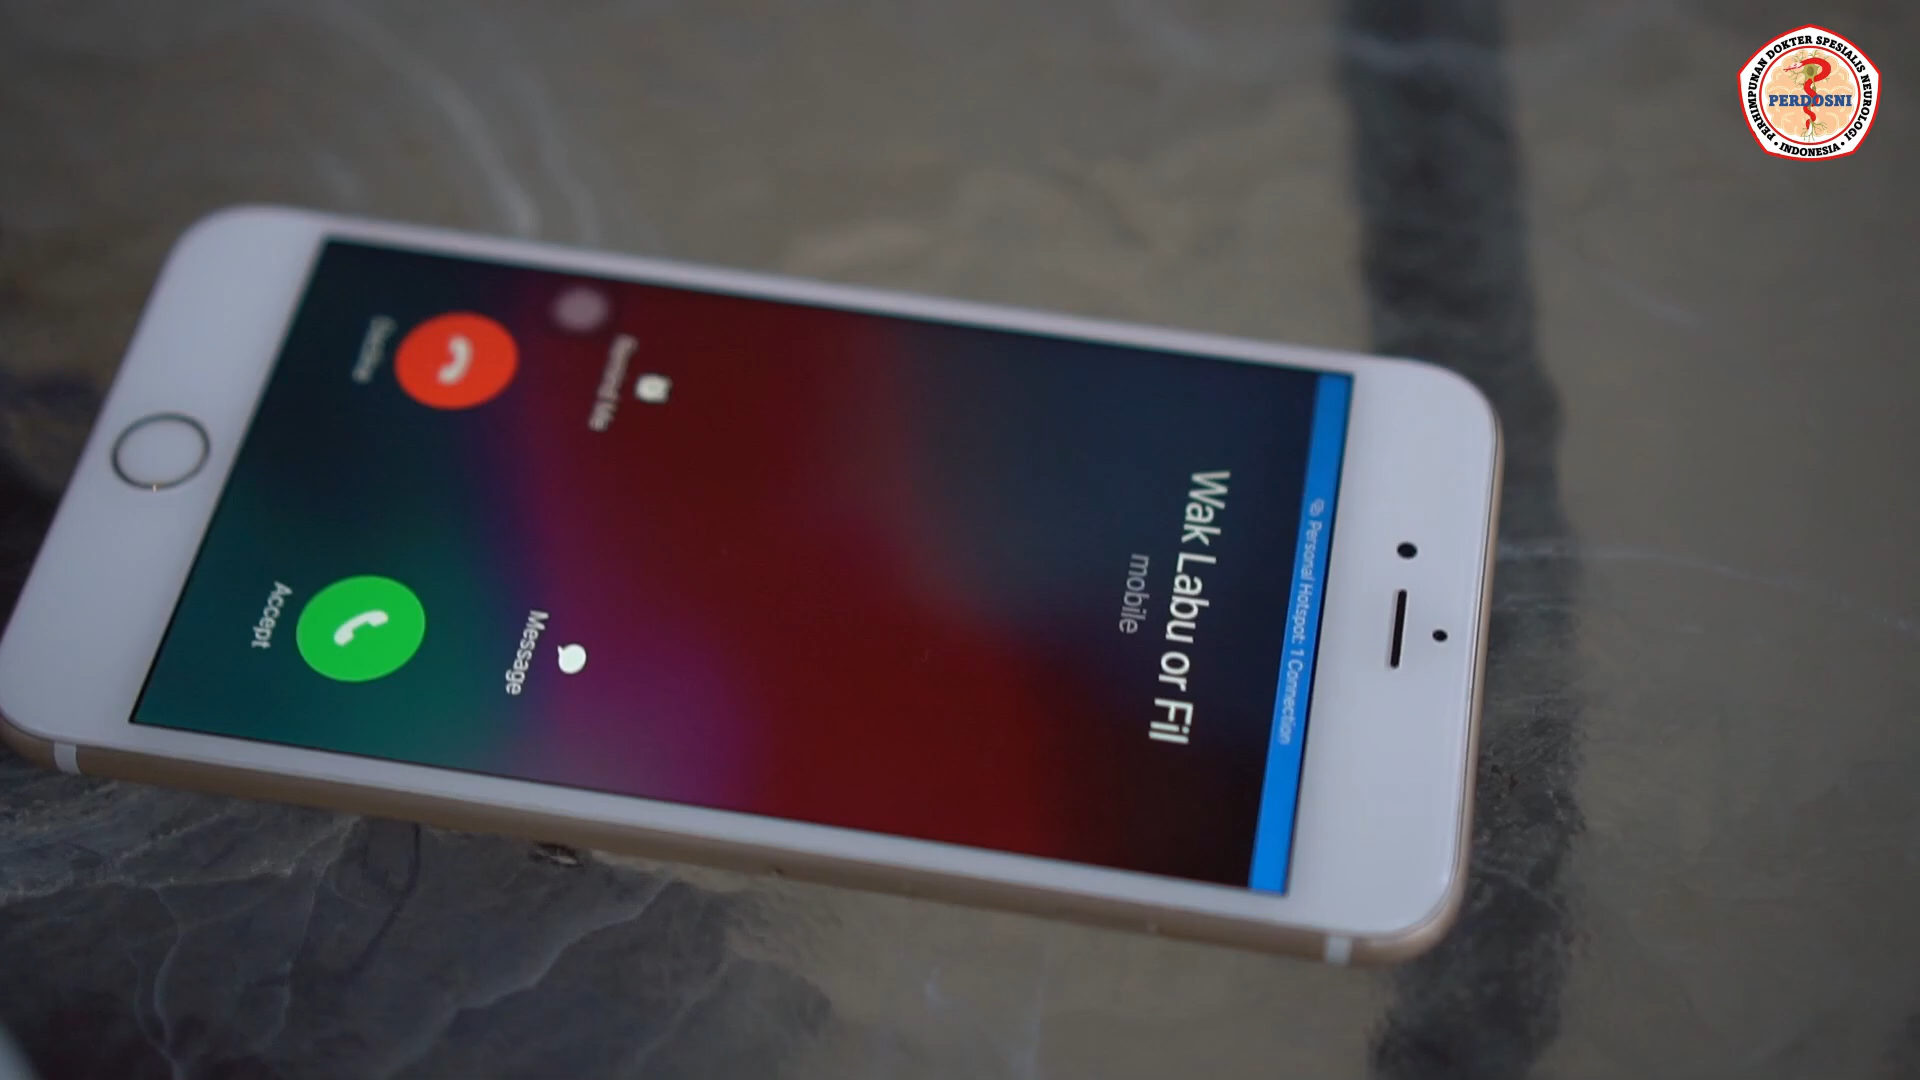 Personal Hotspot: 1 Connection
Wak Labu or Fil
mobile
Remind Me
Message
Decline
Accept
PERHIMPUNAN DOKTER SPESIALIS NEUROLOGI
PERDOSNI
• INDONESIA •